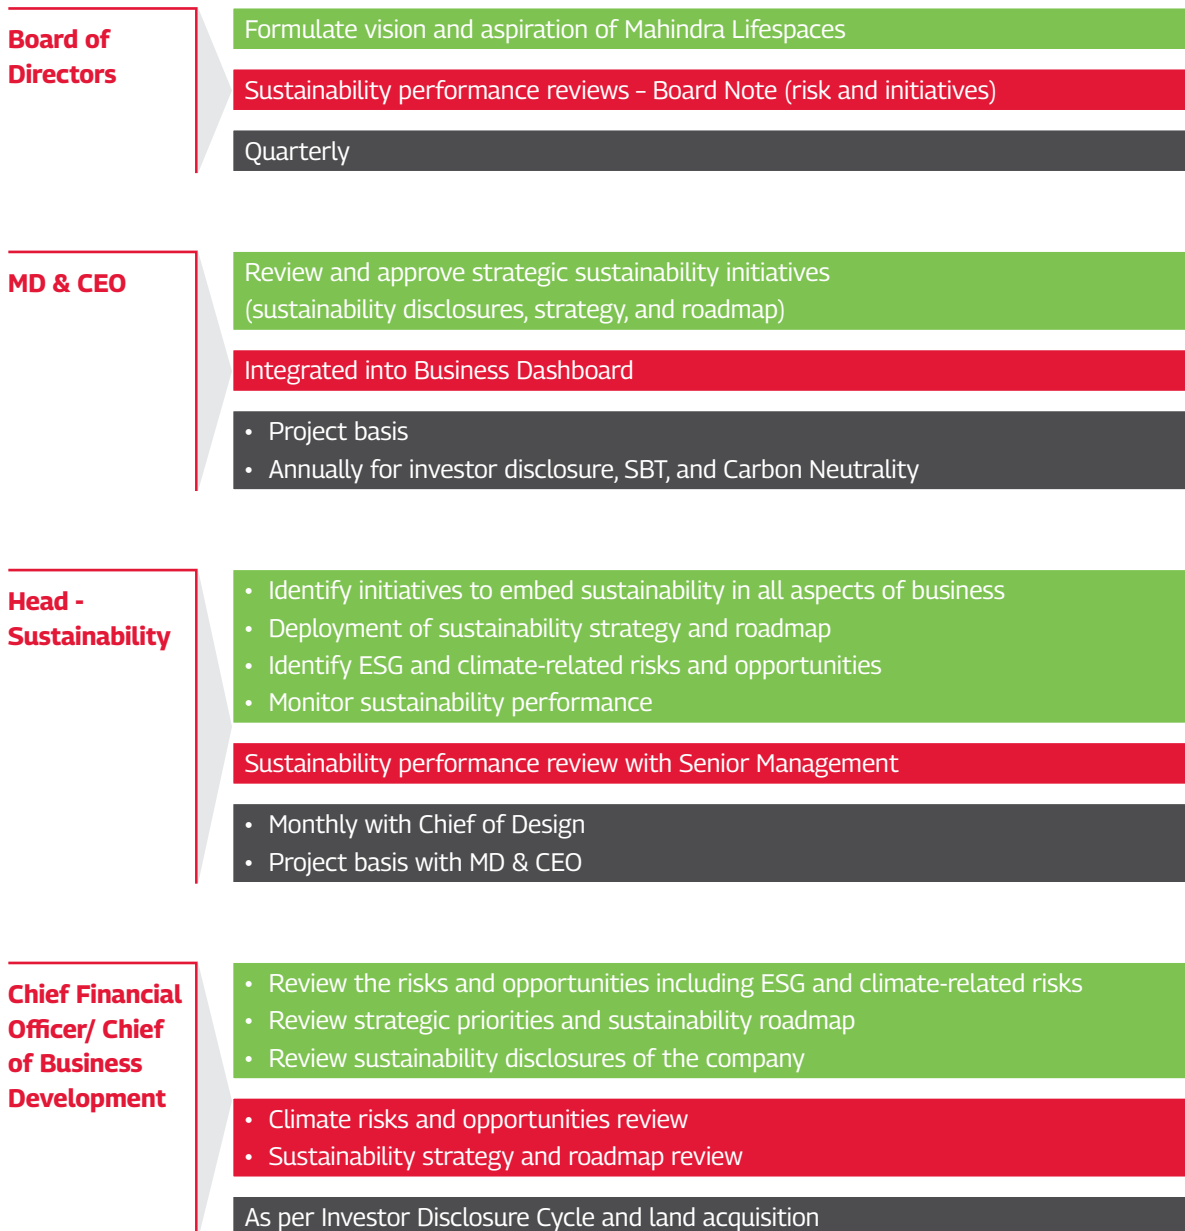 Board of
Directors
Formulate vision and aspiration of Mahindra Lifespaces
Sustainability performance reviews – Board Note (risk and initiatives)
Quarterly
MD & CEO
Review and approve strategic sustainability initiatives
(sustainability disclosures, strategy, and roadmap)
Integrated into Business Dashboard
• Project basis
• Annually for investor disclosure, SBT, and Carbon Neutrality
Head -
Sustainability
• Identify initiatives to embed sustainability in all aspects of business
• Deployment of sustainability strategy and roadmap
• Identify ESG and climate-related risks and opportunities
• Monitor sustainability performance
Sustainability performance review with Senior Management
• Monthly with Chief of Design
• Project basis with MD & CEO
Chief Financial
Officer/ Chief
of Business
Development
• Review the risks and opportunities including ESG and climate-related risks
• Review strategic priorities and sustainability roadmap
• Review sustainability disclosures of the company
• Climate risks and opportunities review
• Sustainability strategy and roadmap review
As per Investor Disclosure Cycle and land acquisition